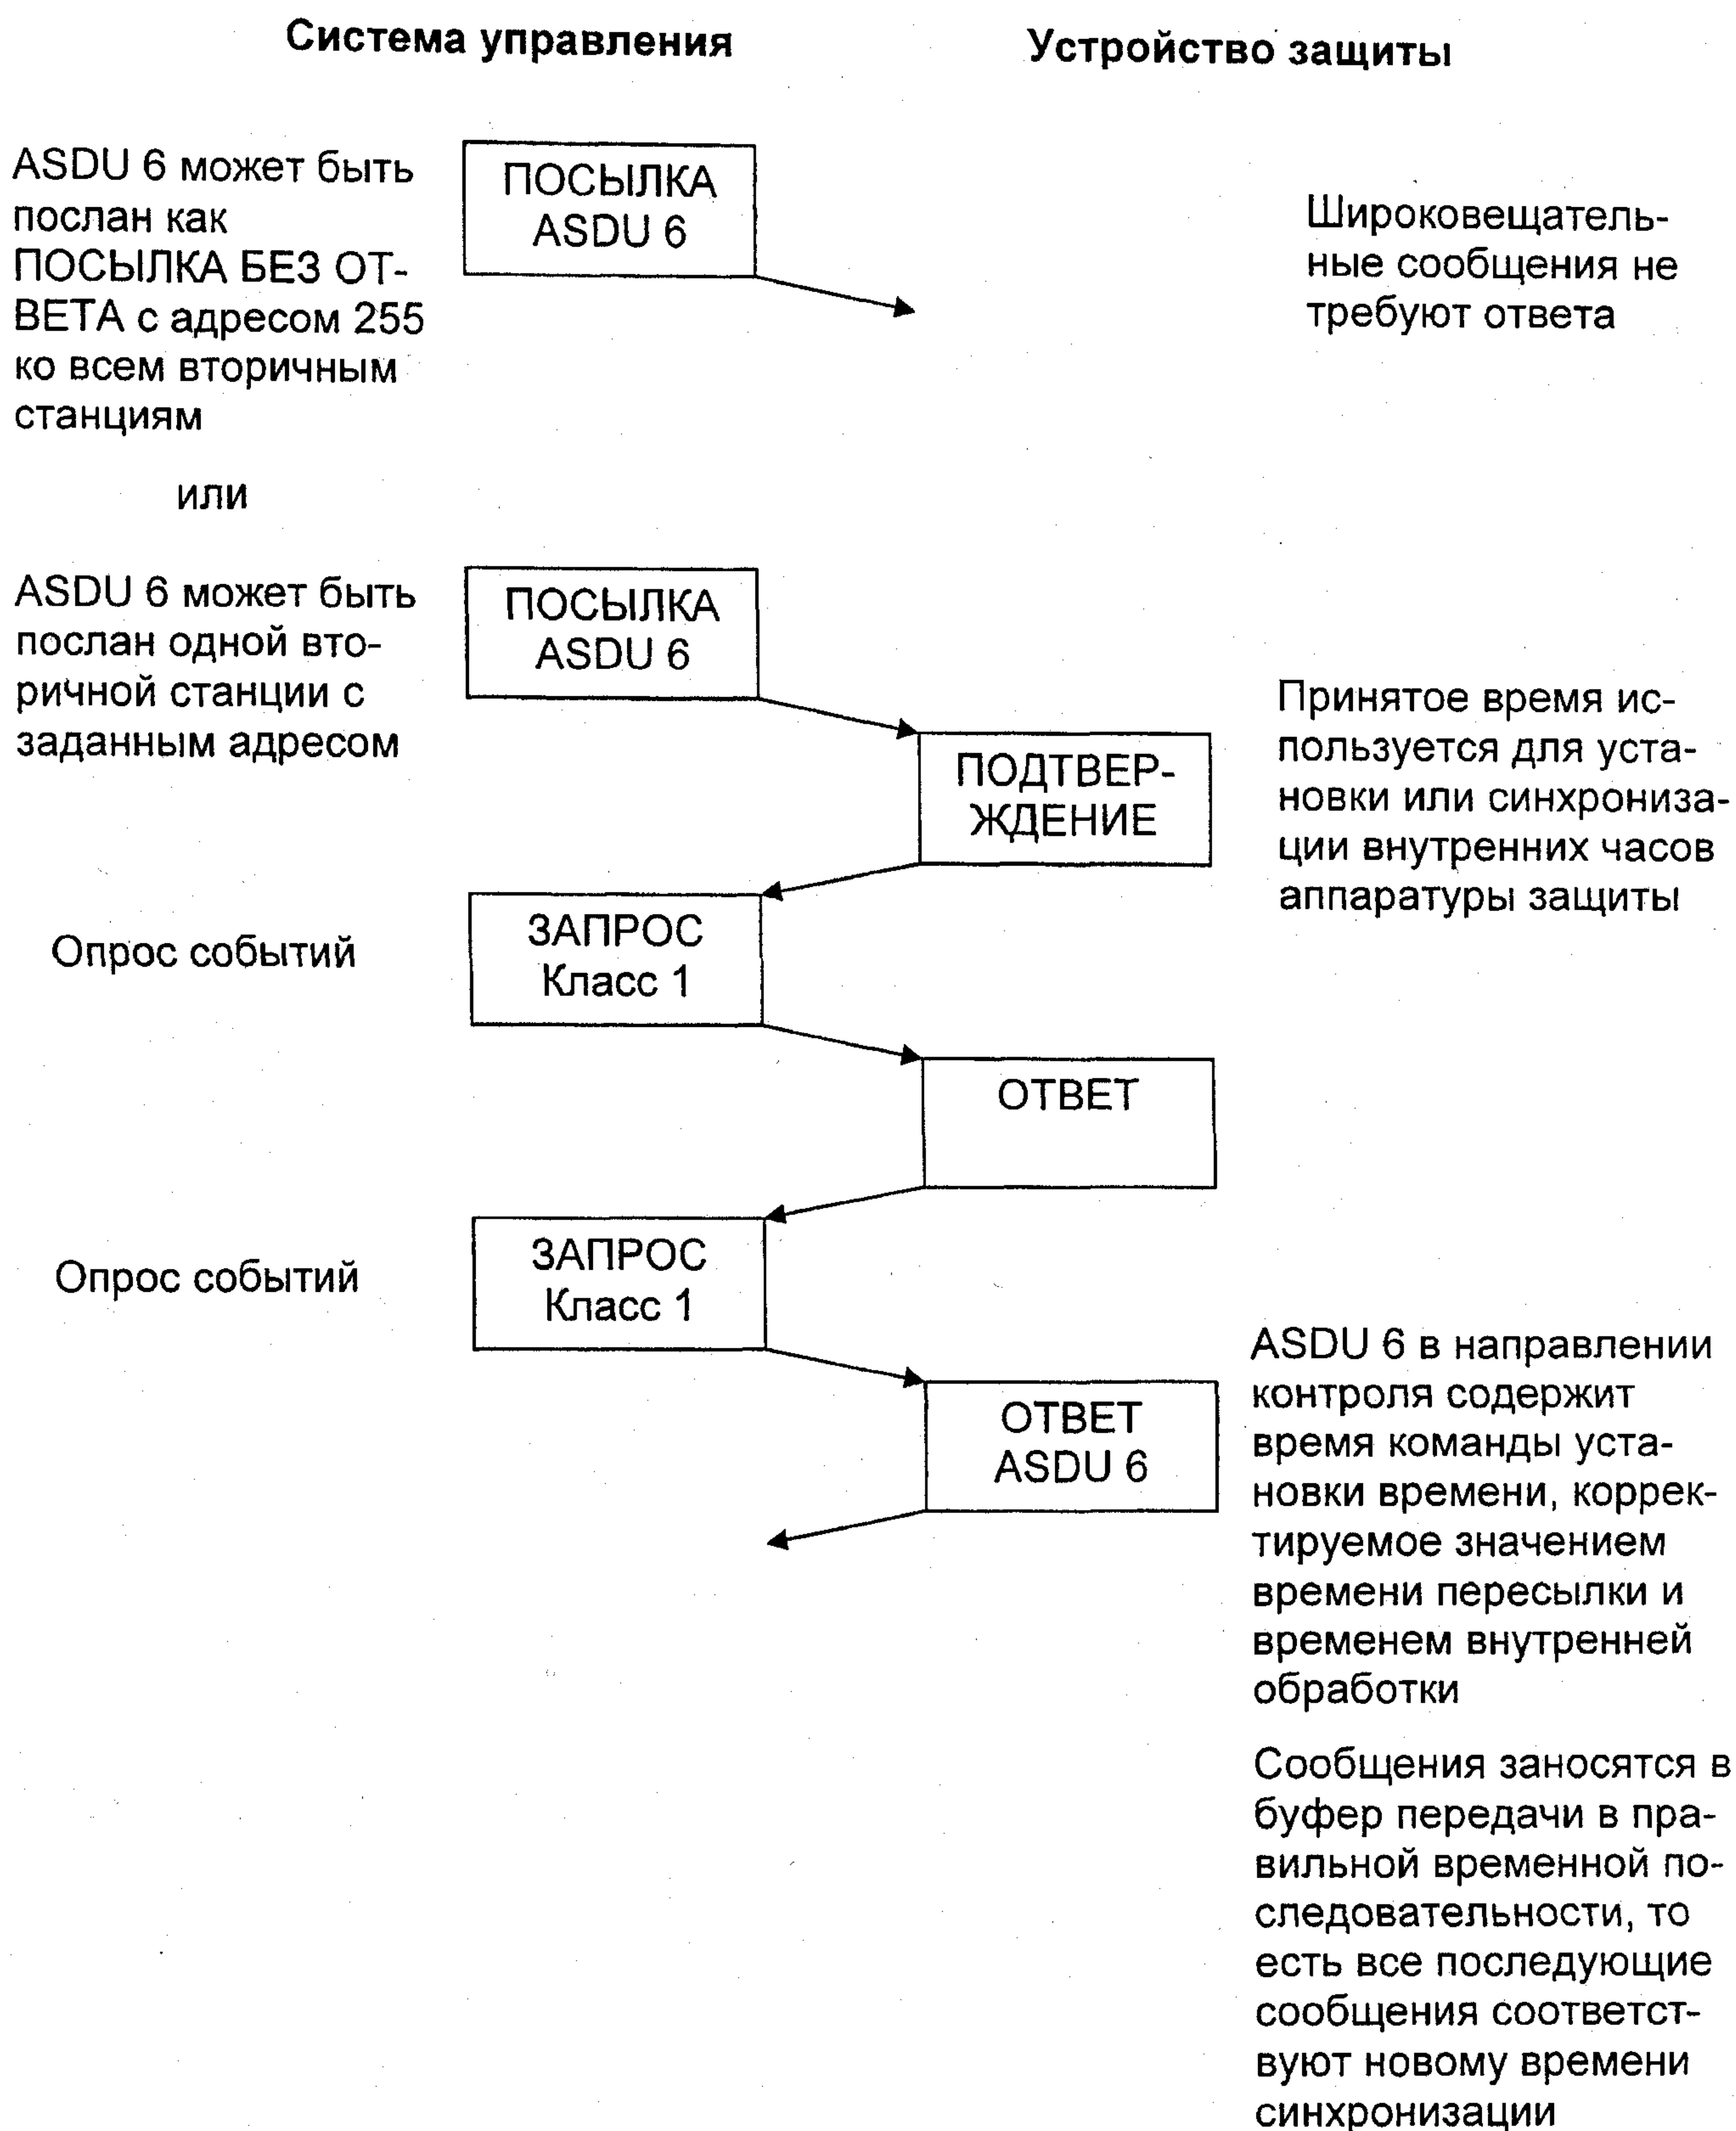 Система управления
Устройство защиты
ASDU 6 может быть
послан как
ПОСЫЛКА БЕЗ ОТ-
ВЕТА с адресом 255
ко всем вторичным
станциям
ПОСЫЛКА
ASDU 6
Широковещатель-
ные сообщения не
требуют ответа
или
ASDU 6 может быть
послан одной вто-
ричной станции с
заданным адресом
ПОСЫЛКА
ASDU 6
ПОДТВЕР-
ЖДЕНИЕ
Принятое время ис-
пользуется для уста-
новки или синхрониза-
ции внутренних часов
аппаратуры защиты
Опрос событий
ЗАПРОС
Класс 1
ОТВЕТ
Опрос событий
ЗАПРОС
Класс 1
ОТВЕТ
ASDU 6
ASDU 6 в направлении
контроля содержит
время команды уста-
новки времени, коррек-
тируемое значением
времени пересылки и
временем внутренней
обработки
Сообщения заносятся в
буфер передачи в пра-
вильной временной по-
следовательности, то
есть все последующие
сообщения соответст-
вуют новому времени
синхронизации